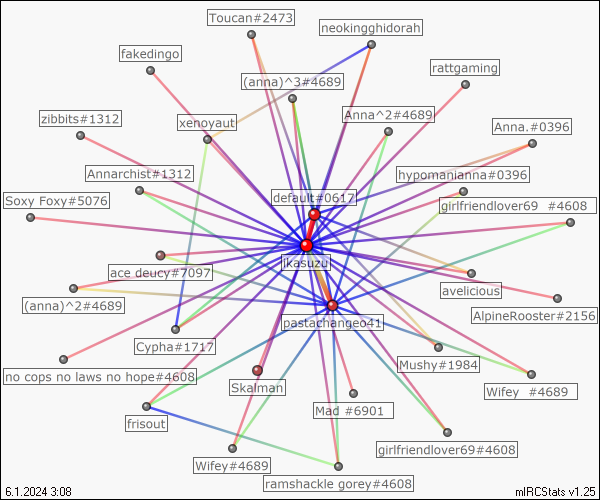 Toucan#2473
neokingghidorah
fakedingo
rattgaming
(anna)^3#4689
zibbits#1312
xenoyaut
Anna^2#4689
Anna.#0396
Annarchist#1312
hypomanianna#0396
default#0617
Soxy Foxy#5076
girlfriendlover69 #4608
jkasuzu
ace.deucy#7097
(anna)^2#4689
avelicious
AlpineRooster#2156
pastachangeo41
Cypha#1717
Mushy#1984
no cops no laws no hope#4608
Skalman
Wifey #4689
Mad #6901
frisout
girlfriendlover69#4608
Wifey#4689
ramshackle gorey#4608
6.1.2024 3:08
mIRCStats v1.25